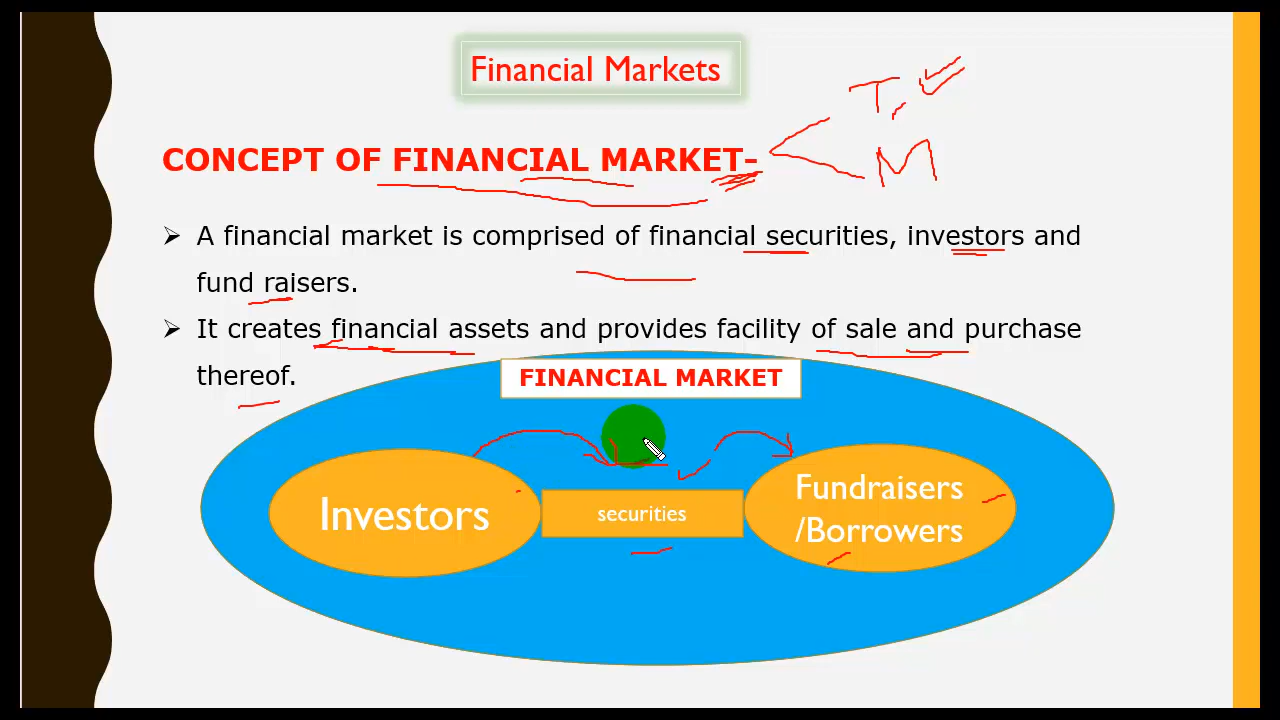 Financial Markets
T.
M
CONCEPT OF FINANCIAL MARKET-
➢ A financial market is comprised of financial securities, investors and
fund raisers.
➢ It creates financial assets and provides facility of sale and purchase
thereof.
FINANCIAL MARKET
Investors
securities
Fundraisers
/Borrowers